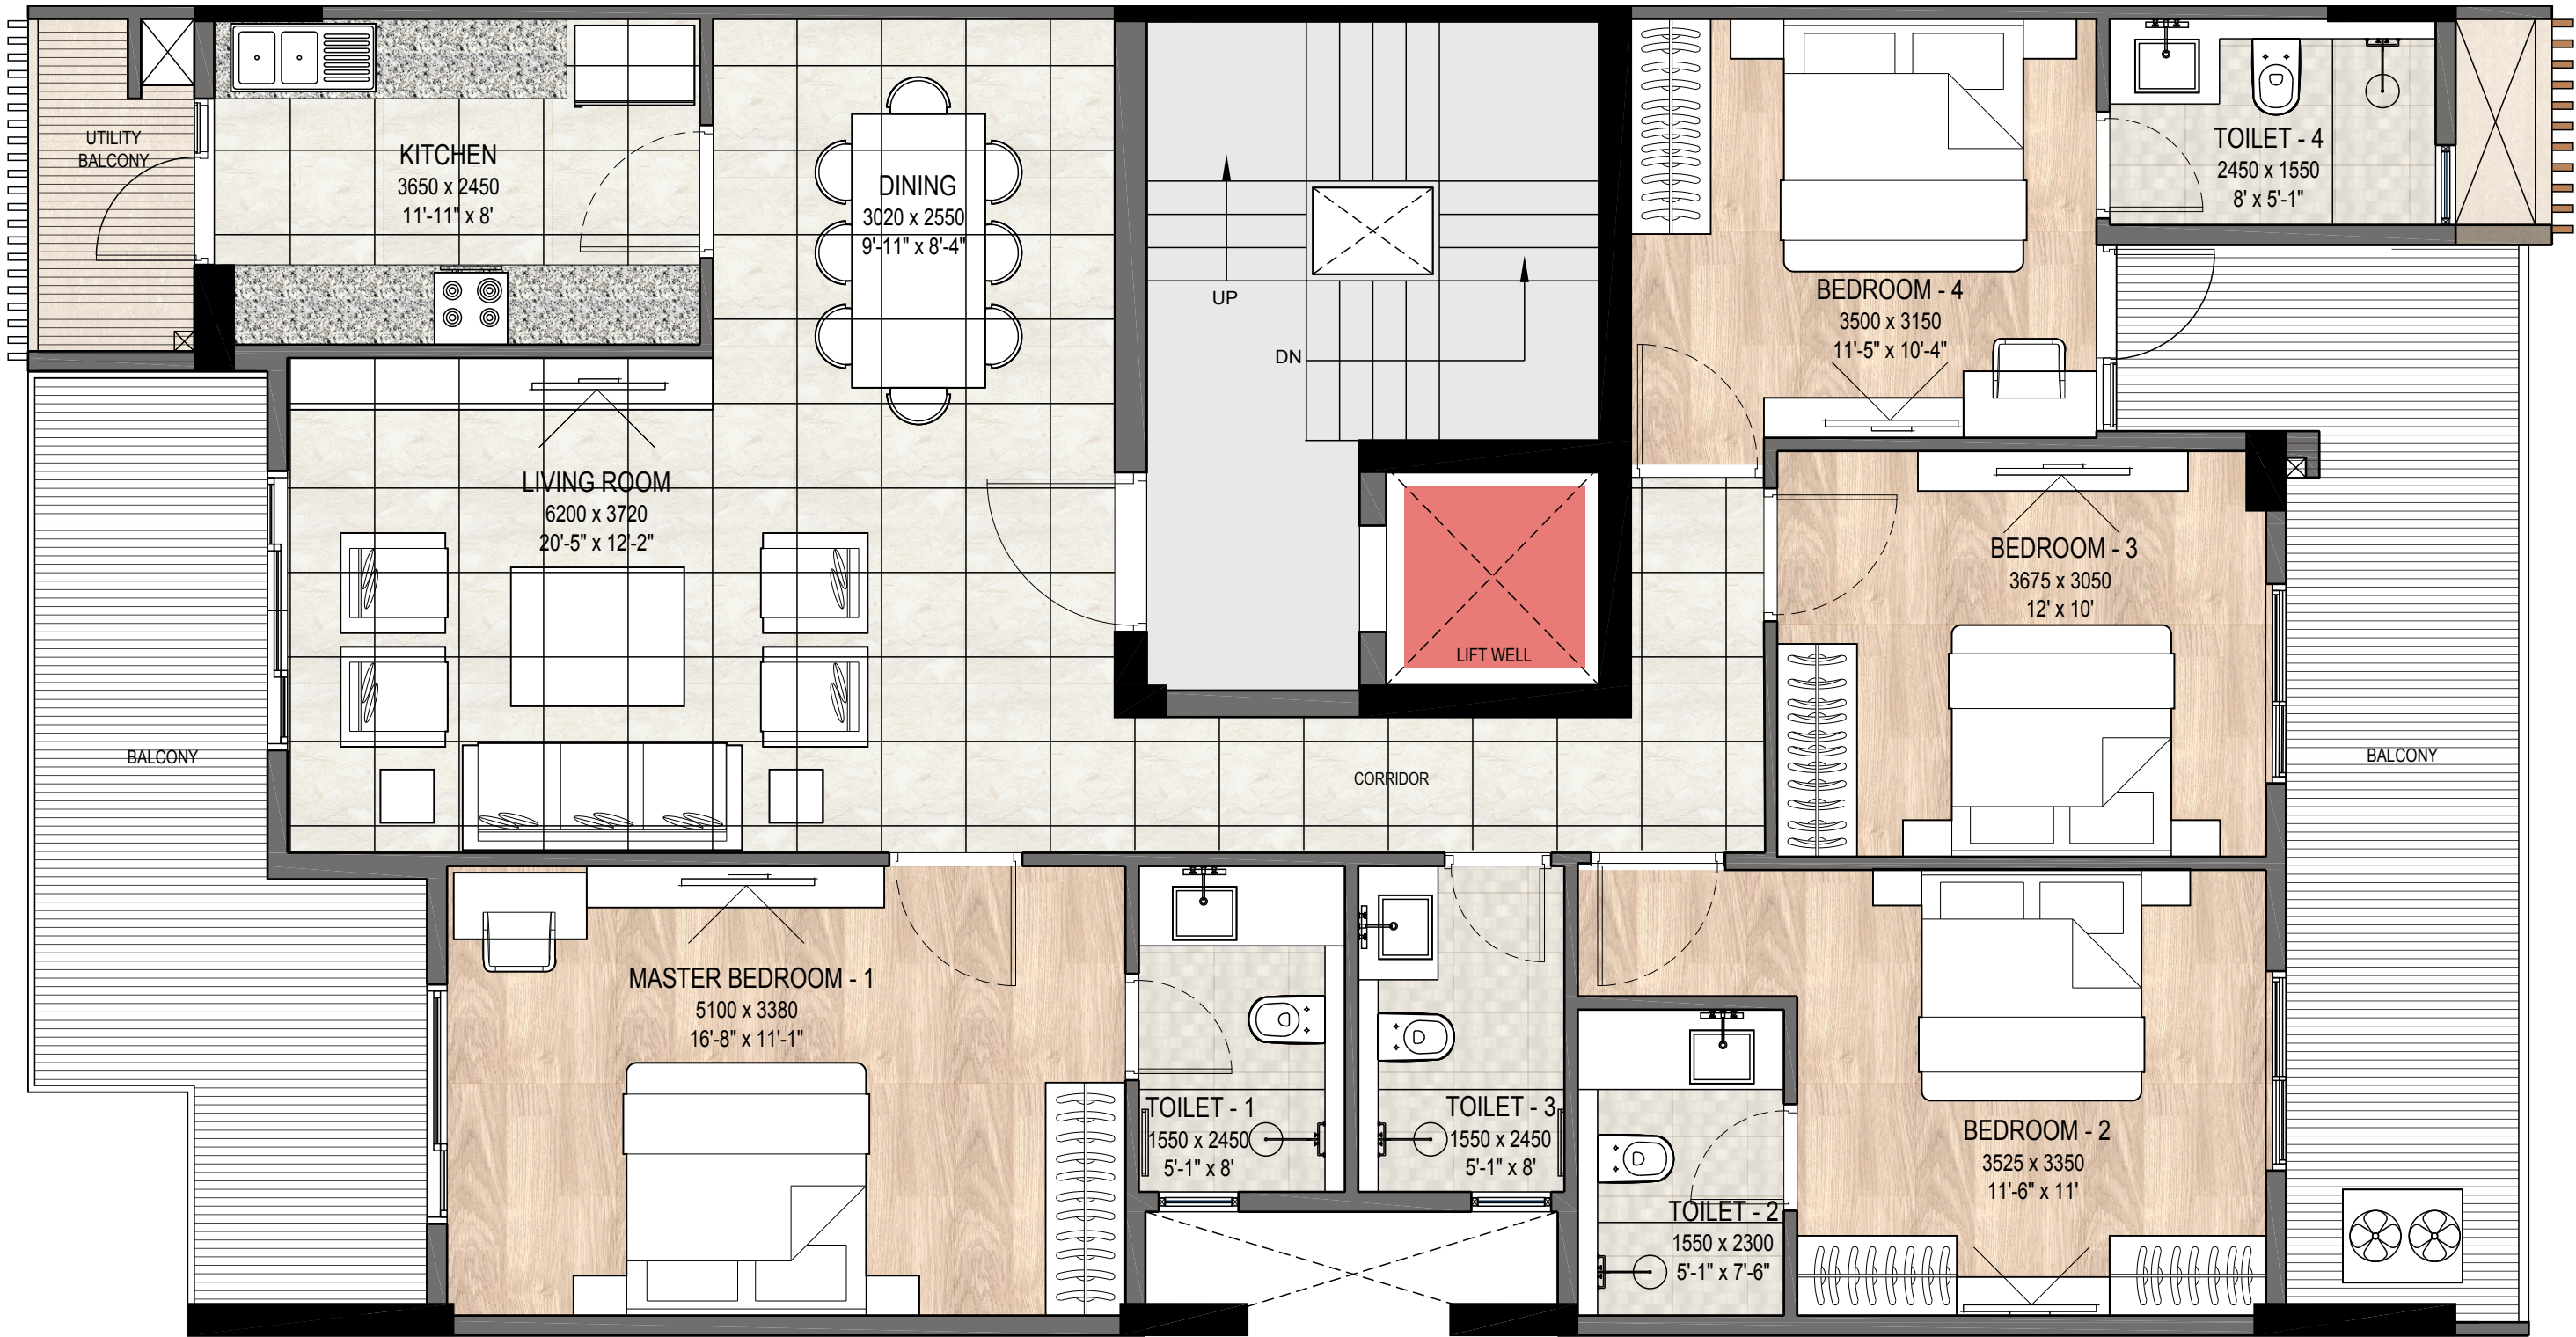 UTILITY
BALCONY
KITCHEN
3650 x 2450
11'-11" x 8'
DINING
3020 x 2550
9'-11" x 8'-4"
UP
DN
BEDROOM - 4
3500 x 3150
11'-5" x 10'-4"
TOILET - 4
2450 x 1550
8' x 5'-1"
LIVING ROOM
6200 x 3720
20'-5" x 12'-2"
LIFT WELL
BEDROOM - 3
3675 x 3050
12' x 10'
BALCONY
CORRIDOR
BALCONY
MASTER BEDROOM - 1
5100 x 3380
16'-8" x 11'-1"
TOILET - 1
1550 x 2450
5'-1" x 8'
TOILET - 3
1550 x 2450
5'-1" x 8'
TOILET - 2
1550 x 2300
5'-1" x 7'-6"
BEDROOM - 2
3525 x 3350
11'-6" x 11'